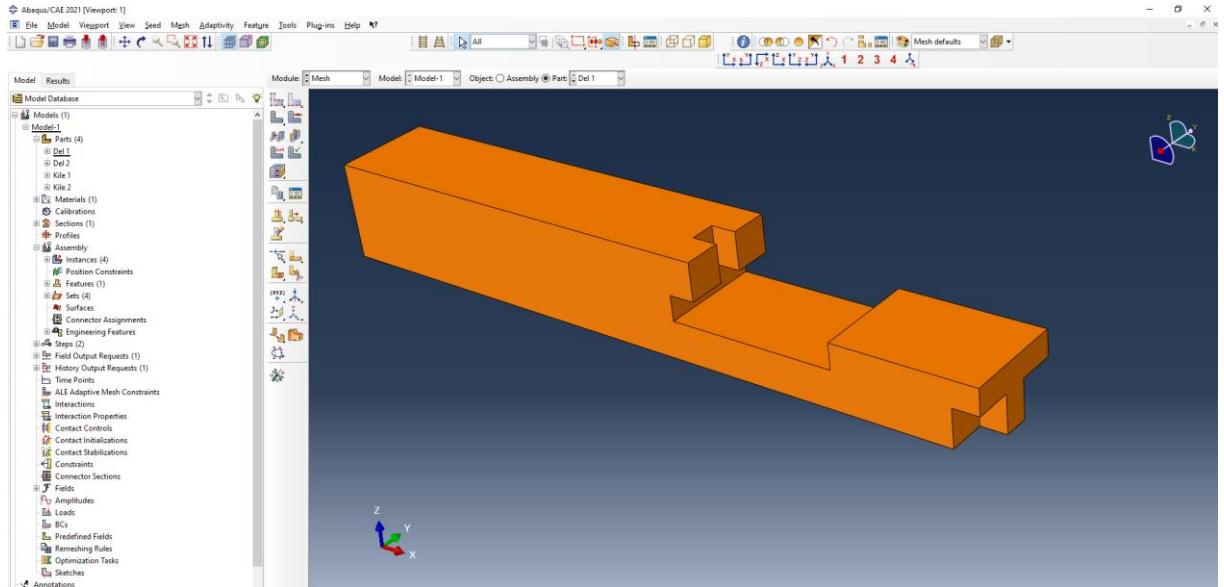 Abaqus/CAE 2021 [Viewport: 1]
File Model Viewport View Seed Mesh Adaptivity Feature Tools Plug-ins Help
All
Mesh defaults
1 2 3 4
Model Results
Module: Mesh Model: Model-1 Object: Assembly Part: Del 1
Model Database
Models (1)
Model-1
Parts (4)
Del 1
Del 2
Kile 1
Kile 2
Materials (1)
Calibrations
Sections (1)
Profiles
Assembly
Instances (4)
Position Constraints
Features (1)
Sets (4)
Surfaces
Connector Assignments
Engineering Features
Steps (2)
Field Output Requests (1)
History Output Requests (1)
Time Points
ALE Adaptive Mesh Constraints
Interactions
Interaction Properties
Contact Controls
Contact Initializations
Contact Stabilizations
Constraints
Connector Sections
Fields
Amplitudes
Loads
BCs
Predefined Fields
Remeshing Rules
Optimization Tasks
Sketches
Annotations
(XYZ)
Z
Y
X
Z
Y
X